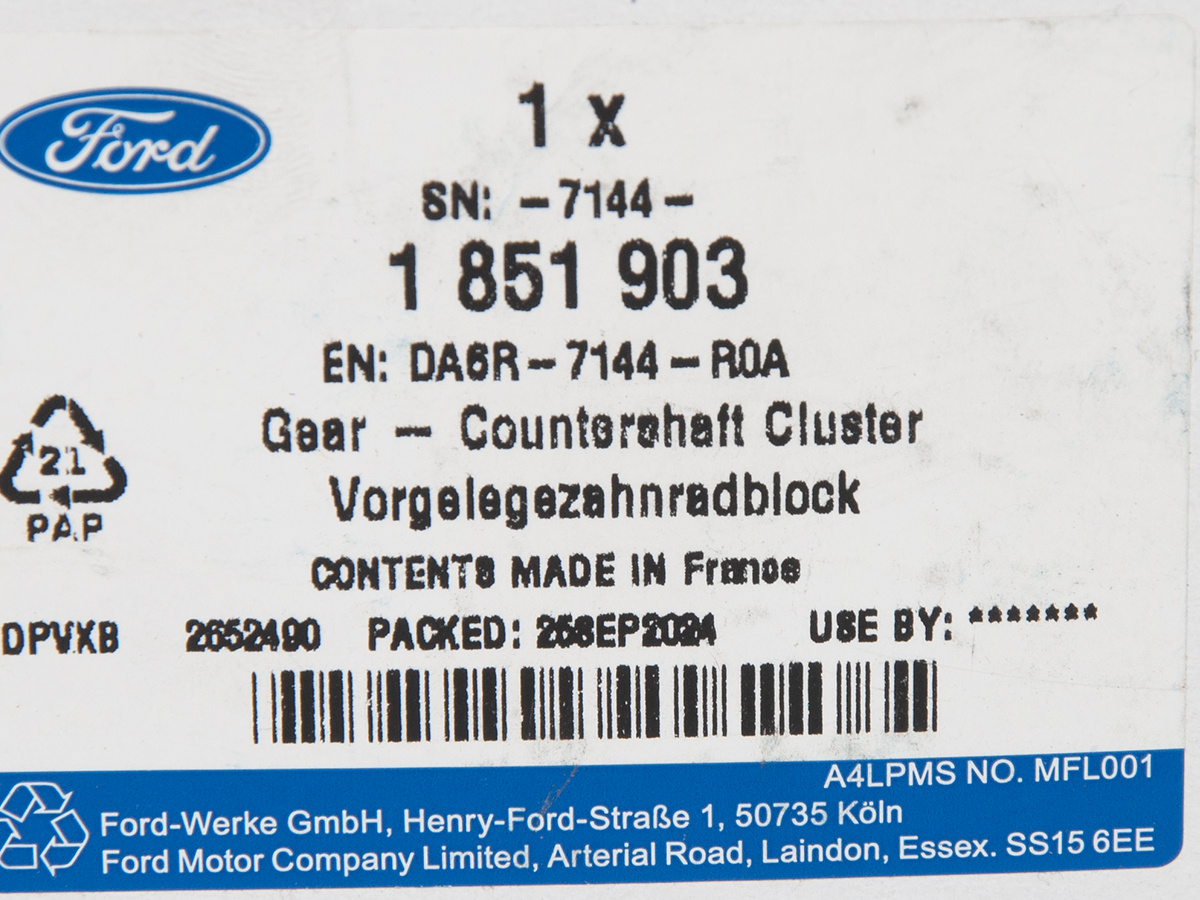 Ford
1 x
SN: -7144-
1 851 903
EN: DA6R-7144-R0A
Gear - Countershaft Cluster
Vorgelegezahnradblock
21
PAP
CONTENTS MADE IN France
DPVXB 2652490 PACKED: 25SEP2024 USE BY: *******
A4LPMS NO. MFL001
Ford-Werke GmbH, Henry-Ford-Straße 1, 50735 Köln
Ford Motor Company Limited, Arterial Road, Laindon, Essex. SS15 6EE